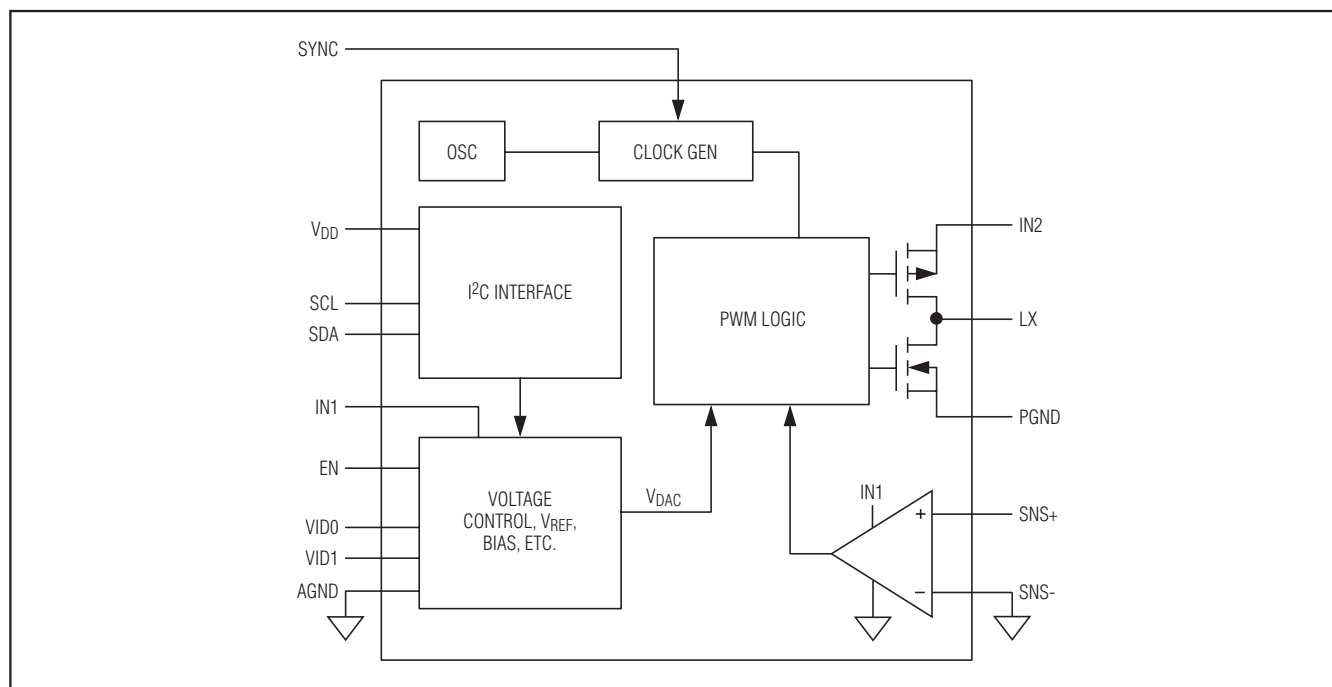 SYNC
OSC
CLOCK GEN
VDD
SCL
SDA
I2C INTERFACE
PWM LOGIC
IN2
LX
PGND
IN1
EN
VID0
VID1
AGND
VOLTAGE
CONTROL, VREF,
BIAS, ETC.
VDAC
IN1
+
−
SNS+
SNS-